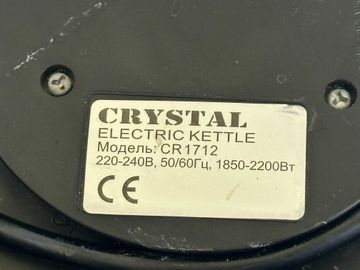 CRYSTAL
ELECTRIC KETTLE
Модель: CR1712
220-240В, 50/60Гц, 1850-2200Вт
CE